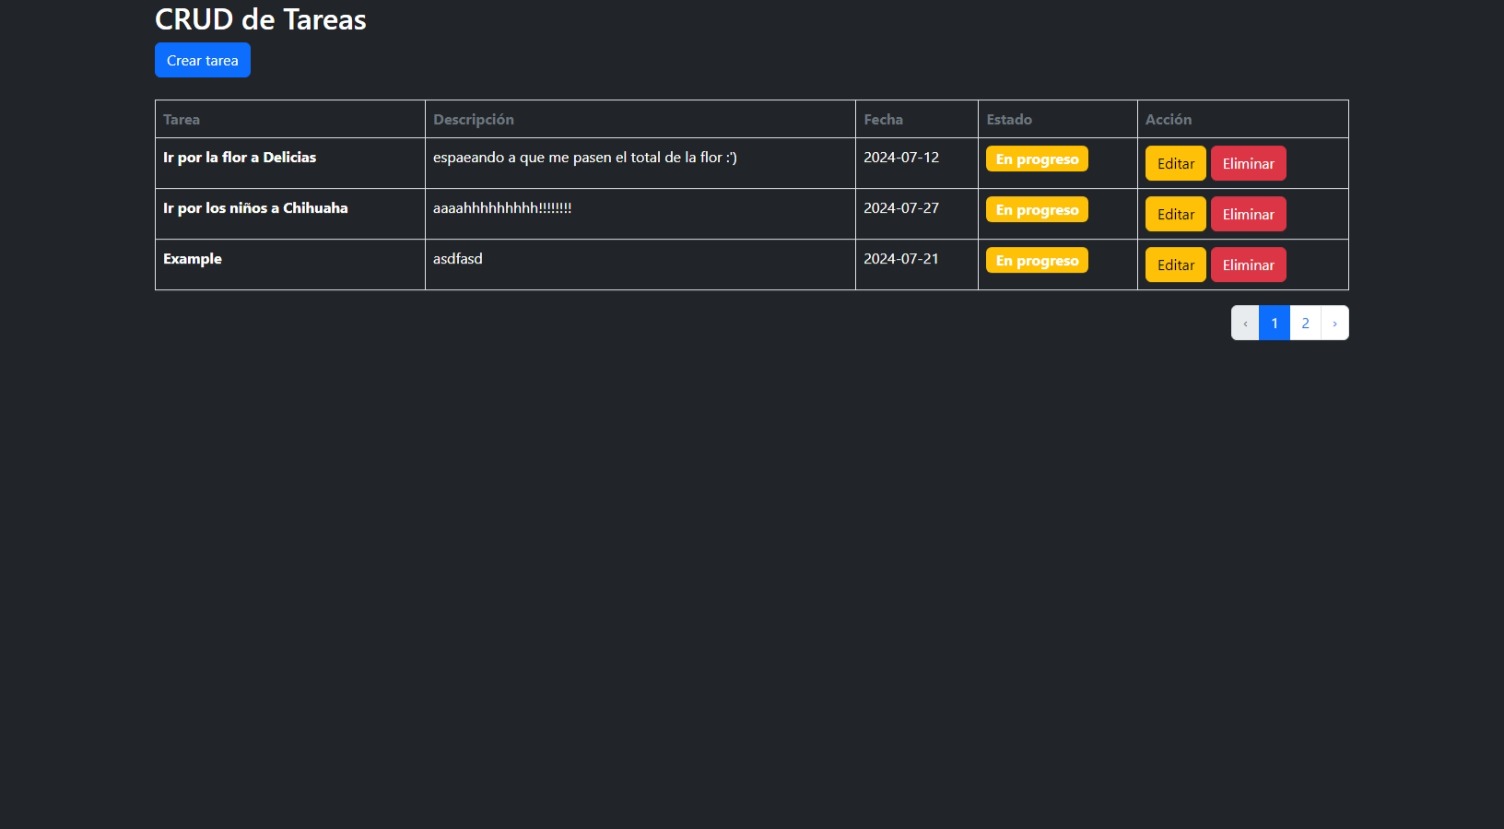 CRUD de Tareas
Crear tarea
Tarea Descripción Fecha Estado Acción
Ir por la flor a Delicias espaeando a que me pasen el total de la flor :') 2024-07-12 En progreso Editar Eliminar
Ir por los niños a Chihuaha aaaahhhhhhhhh!!!!!!!! 2024-07-27 En progreso Editar Eliminar
Example asdfasd 2024-07-21 En progreso Editar Eliminar
‹ 1 2 ›